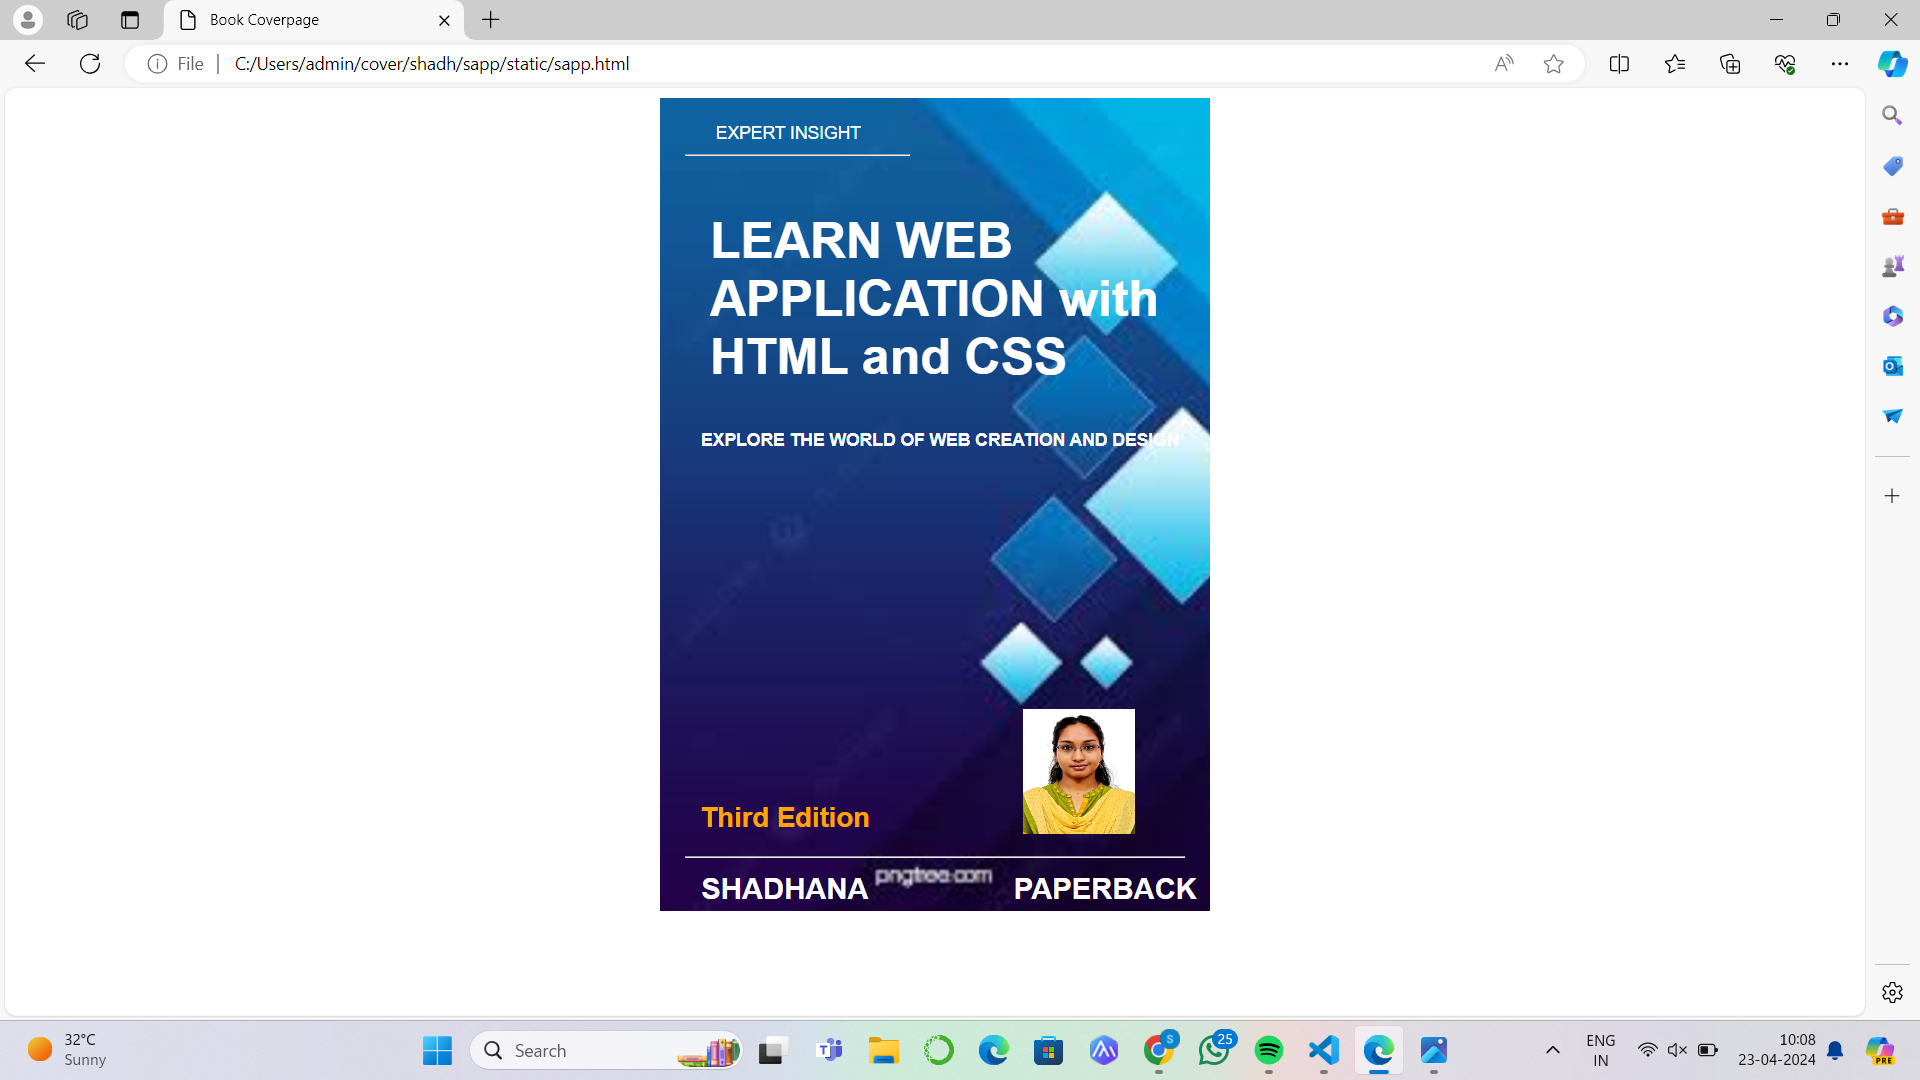 Book Coverpage
File
C:/Users/admin/cover/shadh/sapp/static/sapp.html
EXPERT INSIGHT
LEARN WEB
APPLICATION with
HTML and CSS
EXPLORE THE WORLD OF WEB CREATION AND DESIGN
Third Edition
pngtree.com
SHADHANA
PAPERBACK
32°C
Sunny
Search
S
25
ENG
IN
10:08
23-04-2024
PRE